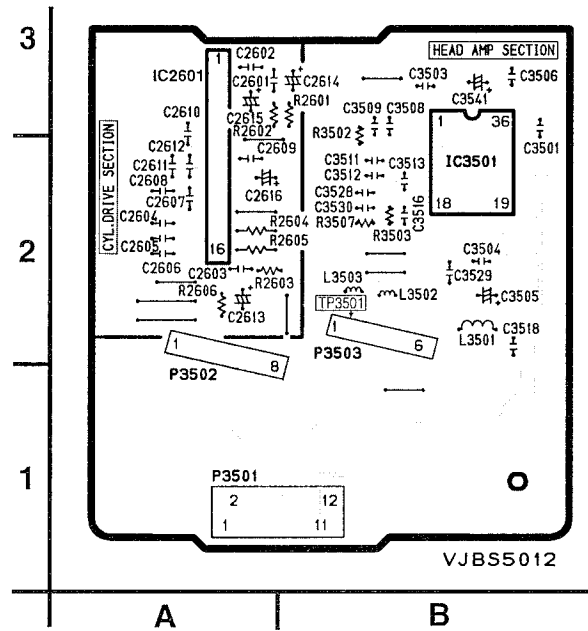 3
HEAD AMP SECTION
C2602
IC2601
1
C2601
C2614
C3503
C3506
C3541
C2615
R2601
C2610
R2602
C3509
C3508
1
36
C3501
R3502
C2612
C2609
C2611
C3511
IC3501
C2608
C3512
C3513
CYL.DRIVE SECTION
C2607
C2616
C3528
C3530
C3516
18
19
C2604
R2604
R3507
R3503
2
C2605
16
R2605
C2606
C2603
C3504
R2603
L3503
C3529
R2606
TP3501
L3502
C3505
C2613
1
6
L3501
C3518
1
P3503
8
P3502
1
P3501
2
12
1
11
VJBS5012
A
B